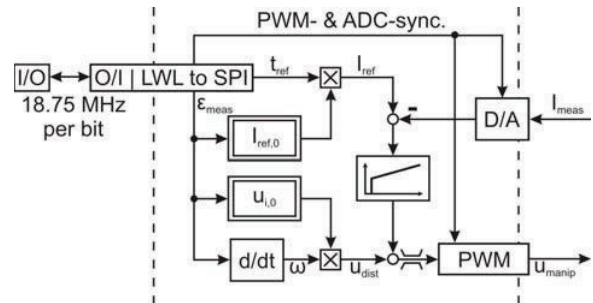 PWM- & ADC-sync.
I/O
O/I | LWL to SPI
t_ref
I_ref
18.75 MHz
per bit
ε_meas
I_meas
D/A
I_ref,0
u_i,0
d/dt
ω
u_dist
PWM
u_manip